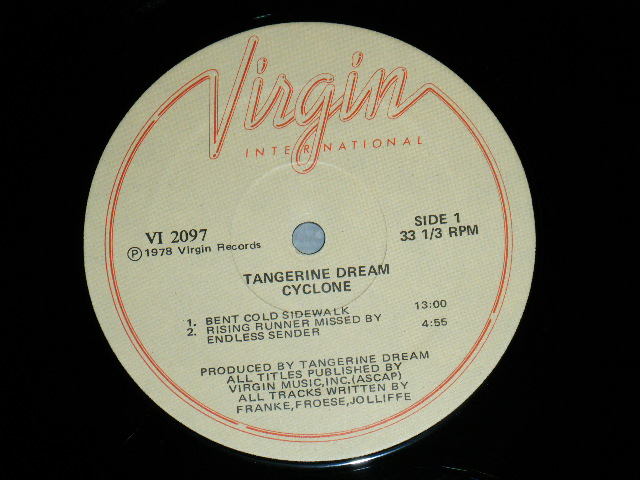 Virgin
INTERNATIONAL
VI 2097
Ⓟ 1978 Virgin Records
SIDE 1
33 1/3 RPM
TANGERINE DREAM
CYCLONE
1. BENT COLD SIDEWALK 13:00
2. RISING RUNNER MISSED BY
ENDLESS SENDER 4:55
PRODUCED BY TANGERINE DREAM
ALL TITLES PUBLISHED BY
VIRGIN MUSIC,INC.(ASCAP)
ALL TRACKS WRITTEN BY
FRANKE,FROESE,JOLLIFFE